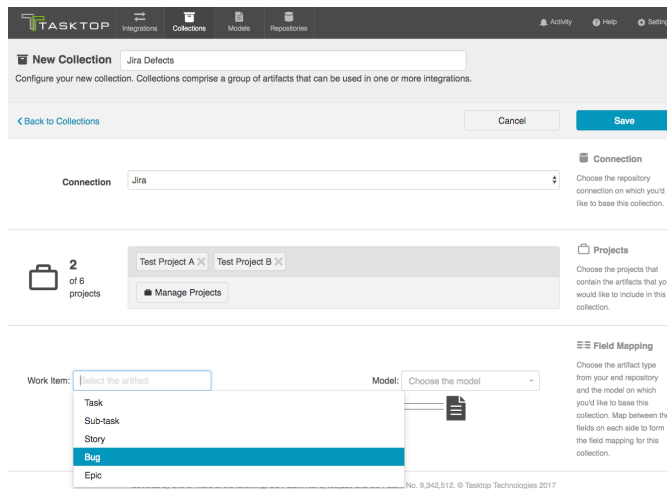 TASKTOP
Integrations
Collections
Models
Repositories
Activity
Help
Setting
New Collection
Jira Defects
Configure your new collection. Collections comprise a group of artifacts that can be used in one or more integrations.
Back to Collections
Cancel
Save
Connection
Jira
Connection
Choose the repository
connection on which you'd
like to base this collection.
2
of 6
projects
Test Project A
Test Project B
Manage Projects
Projects
Choose the projects that
contain the artifacts that yo
would like to include in this
collection.
Work Item:
Select the artifact
Task
Sub-task
Story
Bug
Epic
Model:
Choose the model
Field Mapping
Choose the artifact type
from your end repository
and the model on which
you'd like to base this
collection. Map between the
fields on each side to form
the field mapping for this
collection.
No. 9,342,512. © Tasktop Technologies 2017